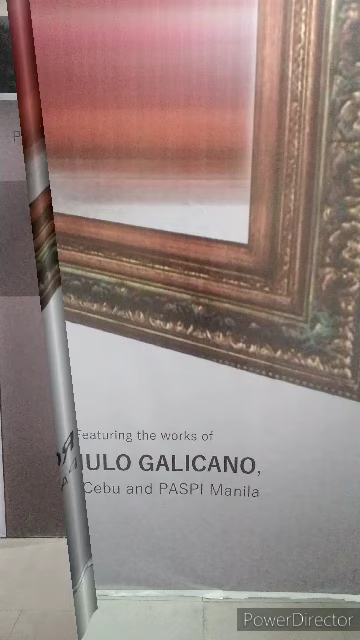 Featuring the works of
ULO GALICANO,
Cebu and PASPI Manila
PowerDirector